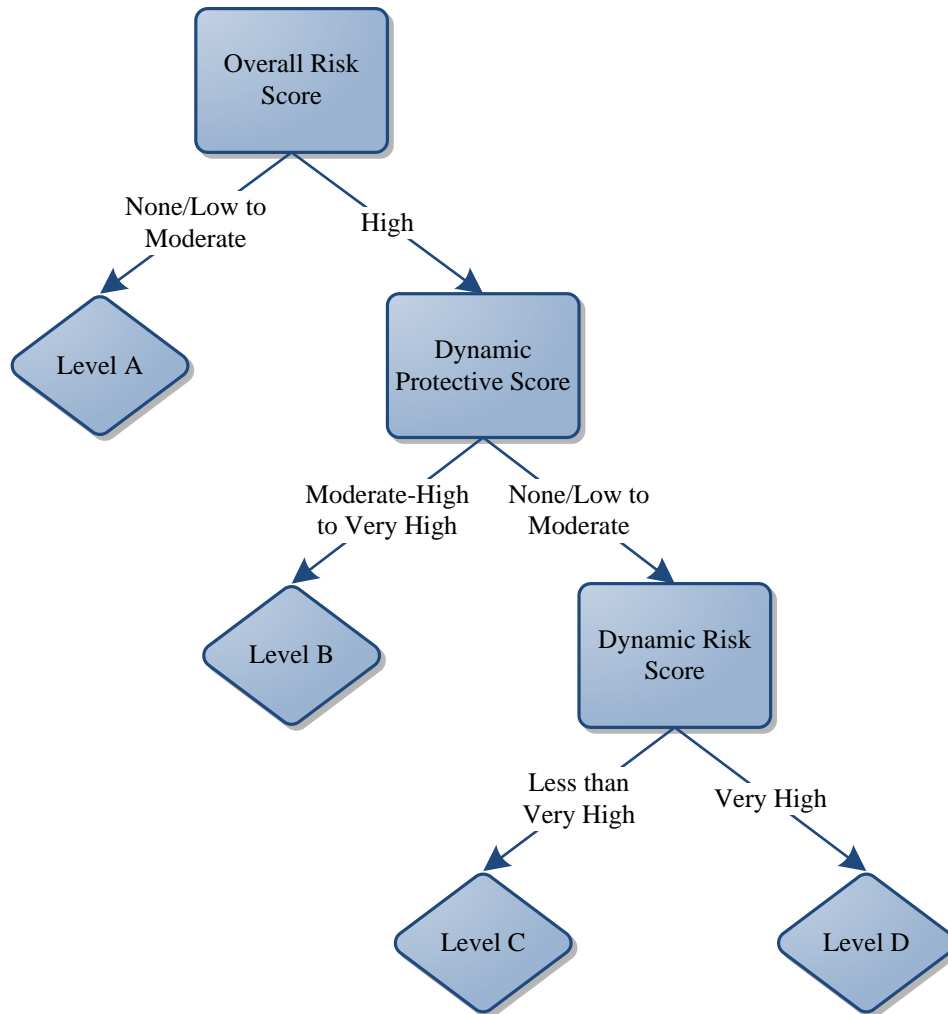 Overall Risk
Score
None/Low to
Moderate
High
Level A
Dynamic
Protective Score
Moderate-High
to Very High
None/Low to
Moderate
Level B
Dynamic Risk
Score
Less than
Very High
Very High
Level C
Level D